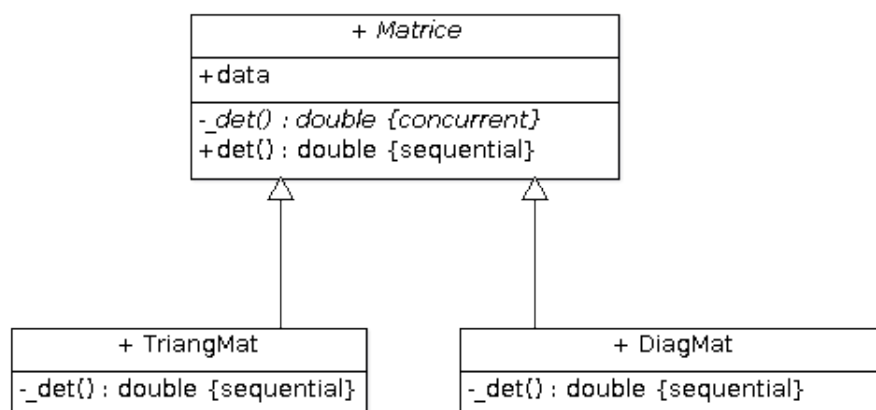 + Matrice
+data
-_det() : double {concurrent}
+det() : double {sequential}
+ TriangMat
-_det() : double {sequential}
+ DiagMat
-_det() : double {sequential}